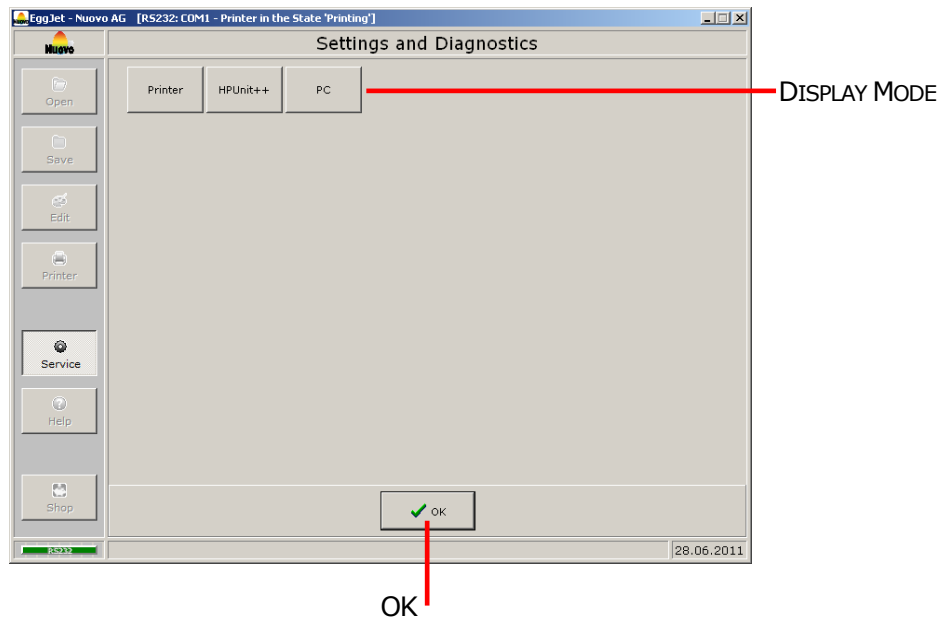 EggJet - Nuovo AG [RS232: COM1 - Printer in the State 'Printing']
Nuovo
Settings and Diagnostics
Open
Save
Edit
Printer
Service
Help
Shop
Printer
HPUnit++
PC
DISPLAY MODE
OK
RS232
28.06.2011
OK